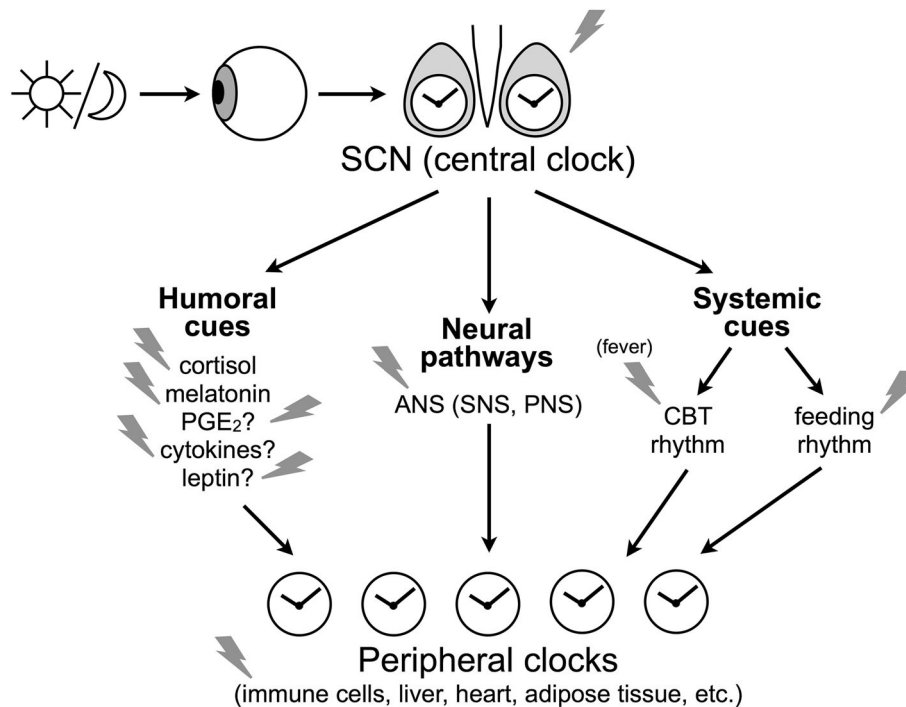 SCN (central clock)
Humoral
cues
cortisol
melatonin
PGE₂?
cytokines?
leptin?
Neural
pathways
ANS (SNS, PNS)
Systemic
cues
(fever)
CBT
rhythm
feeding
rhythm
Peripheral clocks
(immune cells, liver, heart, adipose tissue, etc.)